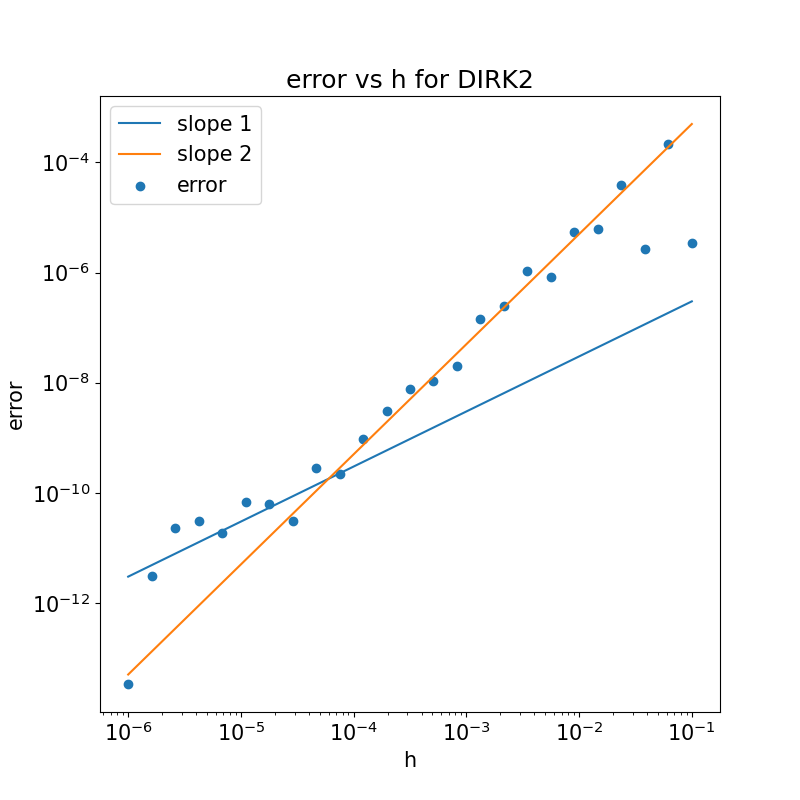 error vs h for DIRK2
slope 1
slope 2
error
10⁻⁴
10⁻⁶
10⁻⁸
10⁻¹⁰
10⁻¹²
error
10⁻⁶ 10⁻⁵ 10⁻⁴ 10⁻³ 10⁻² 10⁻¹
h